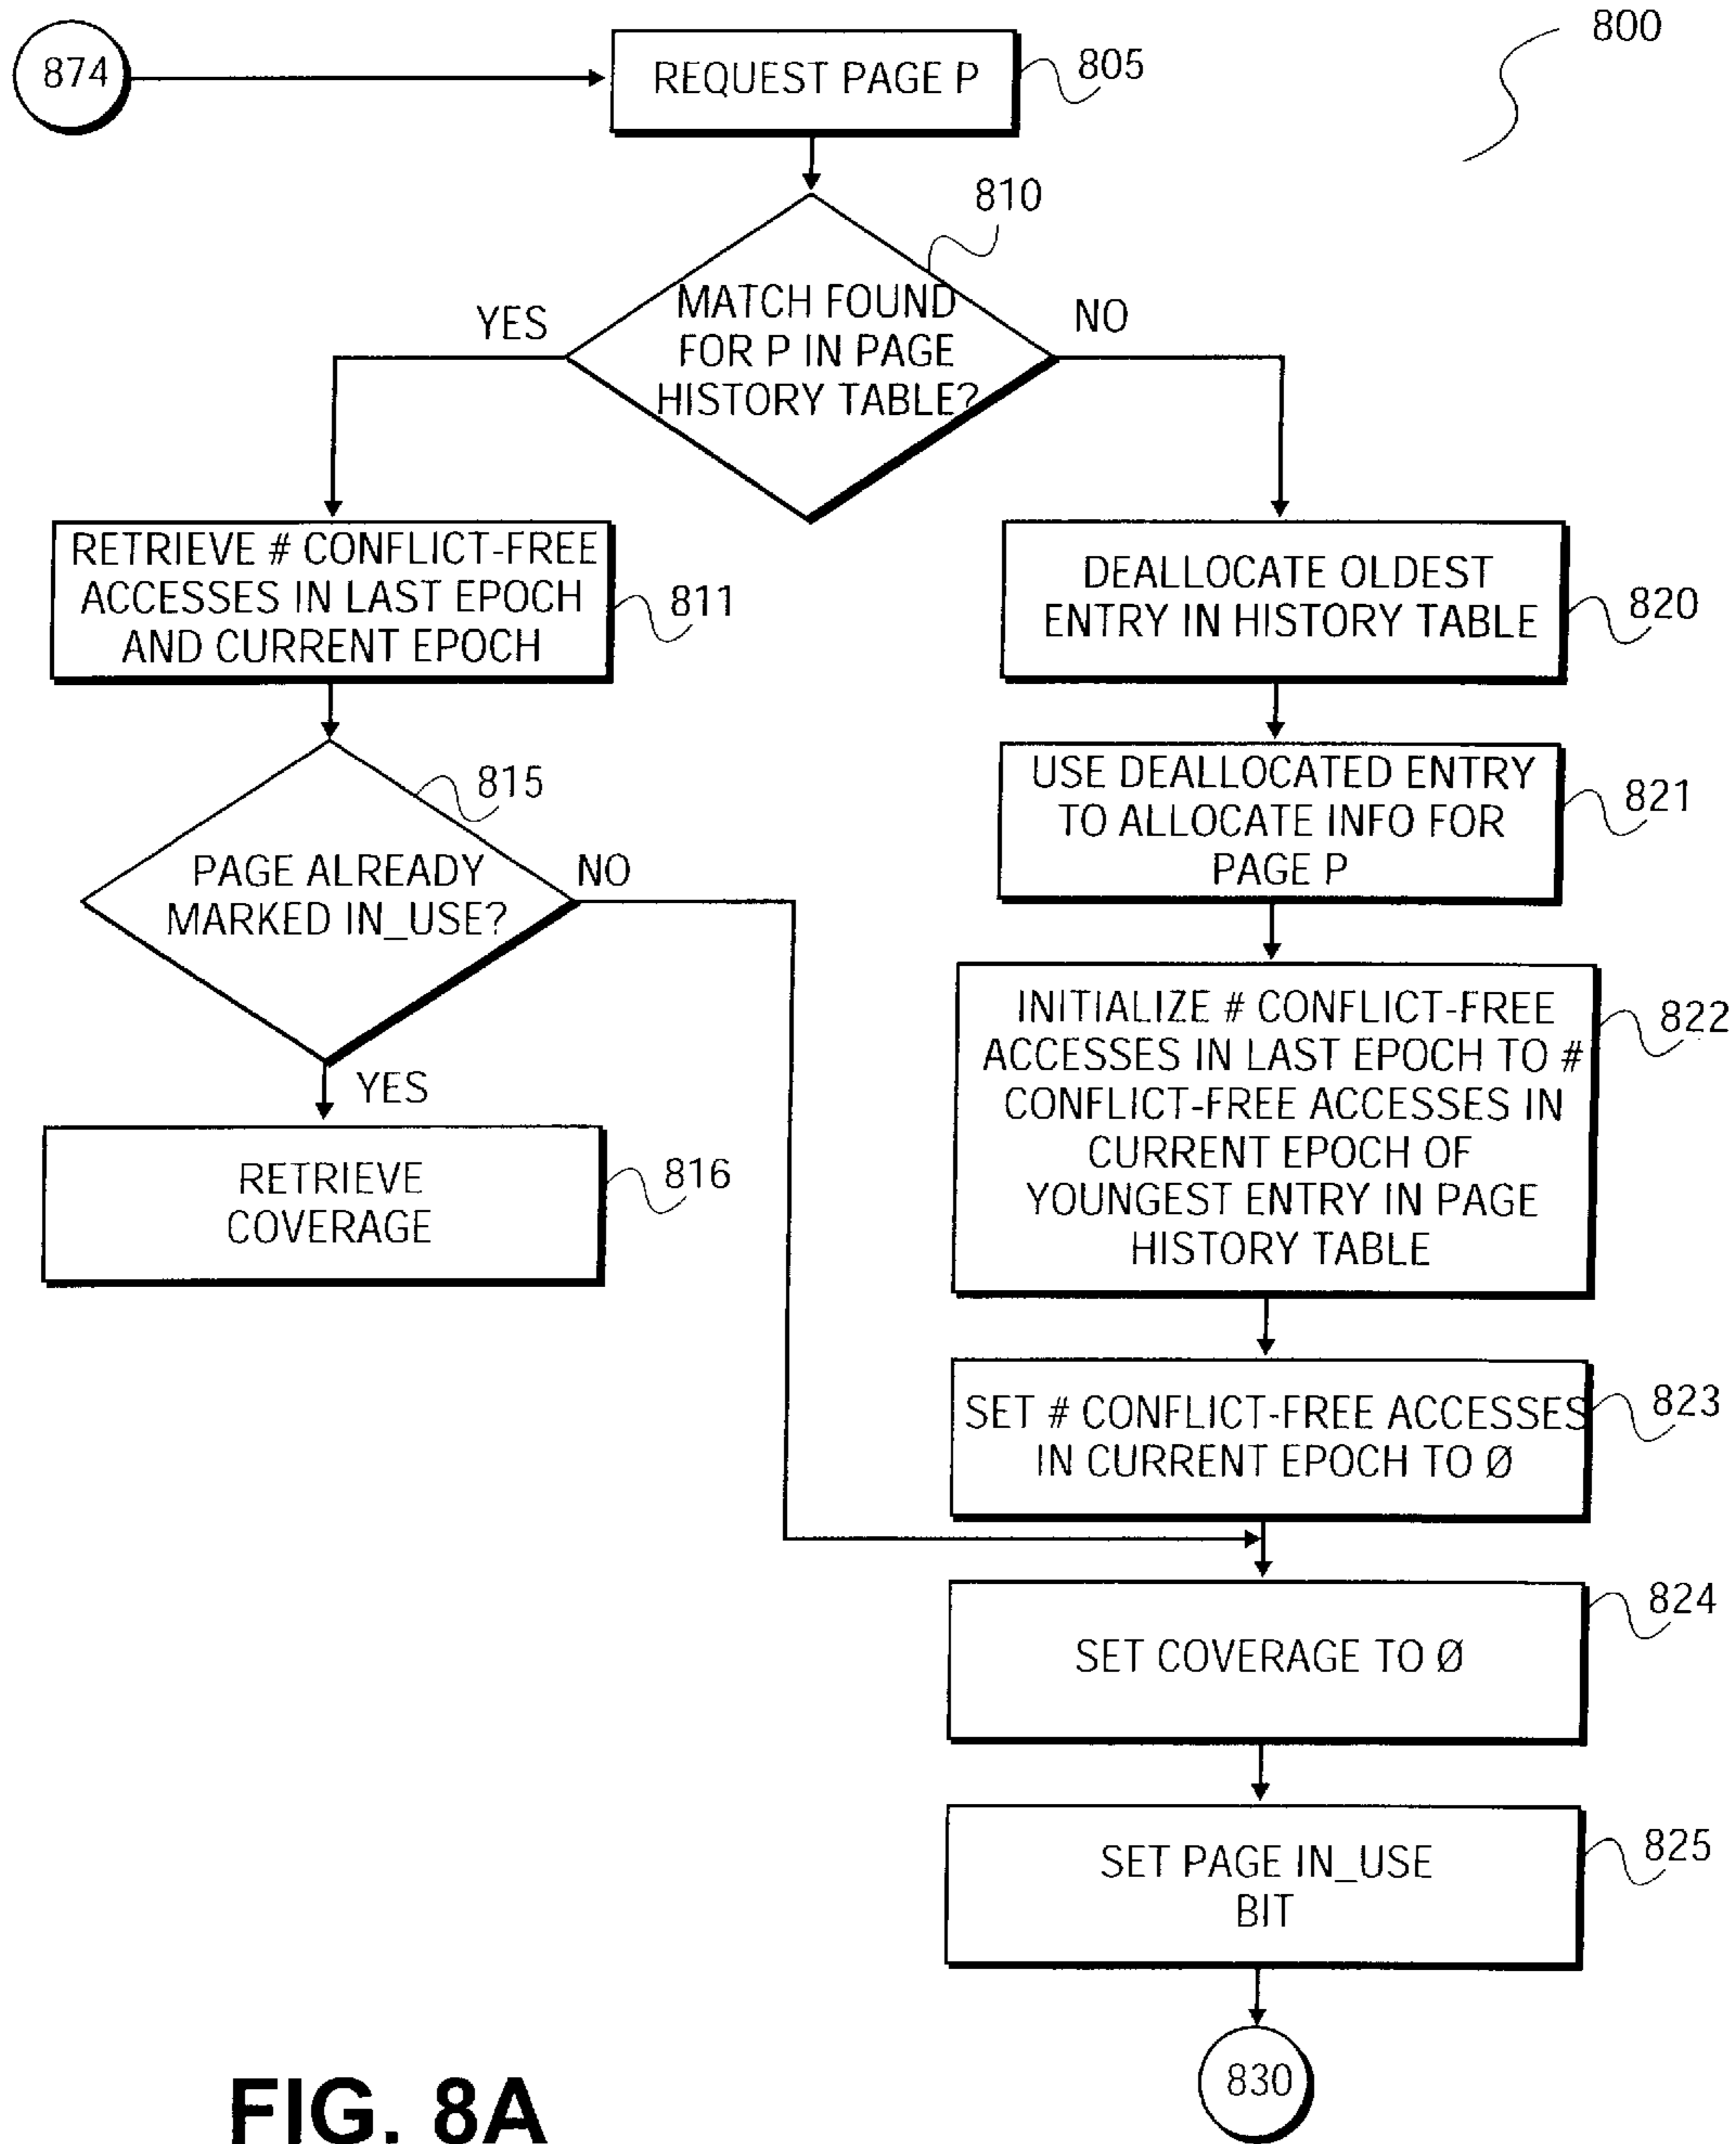 800
874
REQUEST PAGE P
805
810
MATCH FOUND
FOR P IN PAGE
HISTORY TABLE?
YES
NO
RETRIEVE # CONFLICT-FREE
ACCESSES IN LAST EPOCH
AND CURRENT EPOCH
811
DEALLOCATE OLDEST
ENTRY IN HISTORY TABLE
820
815
PAGE ALREADY
MARKED IN_USE?
NO
YES
USE DEALLOCATED ENTRY
TO ALLOCATE INFO FOR
PAGE P
821
RETRIEVE
COVERAGE
816
INITIALIZE # CONFLICT-FREE
ACCESSES IN LAST EPOCH TO #
CONFLICT-FREE ACCESSES IN
CURRENT EPOCH OF
YOUNGEST ENTRY IN PAGE
HISTORY TABLE
822
SET # CONFLICT-FREE ACCESSES
IN CURRENT EPOCH TO Ø
823
SET COVERAGE TO Ø
824
SET PAGE IN_USE
BIT
825
830
FIG. 8A